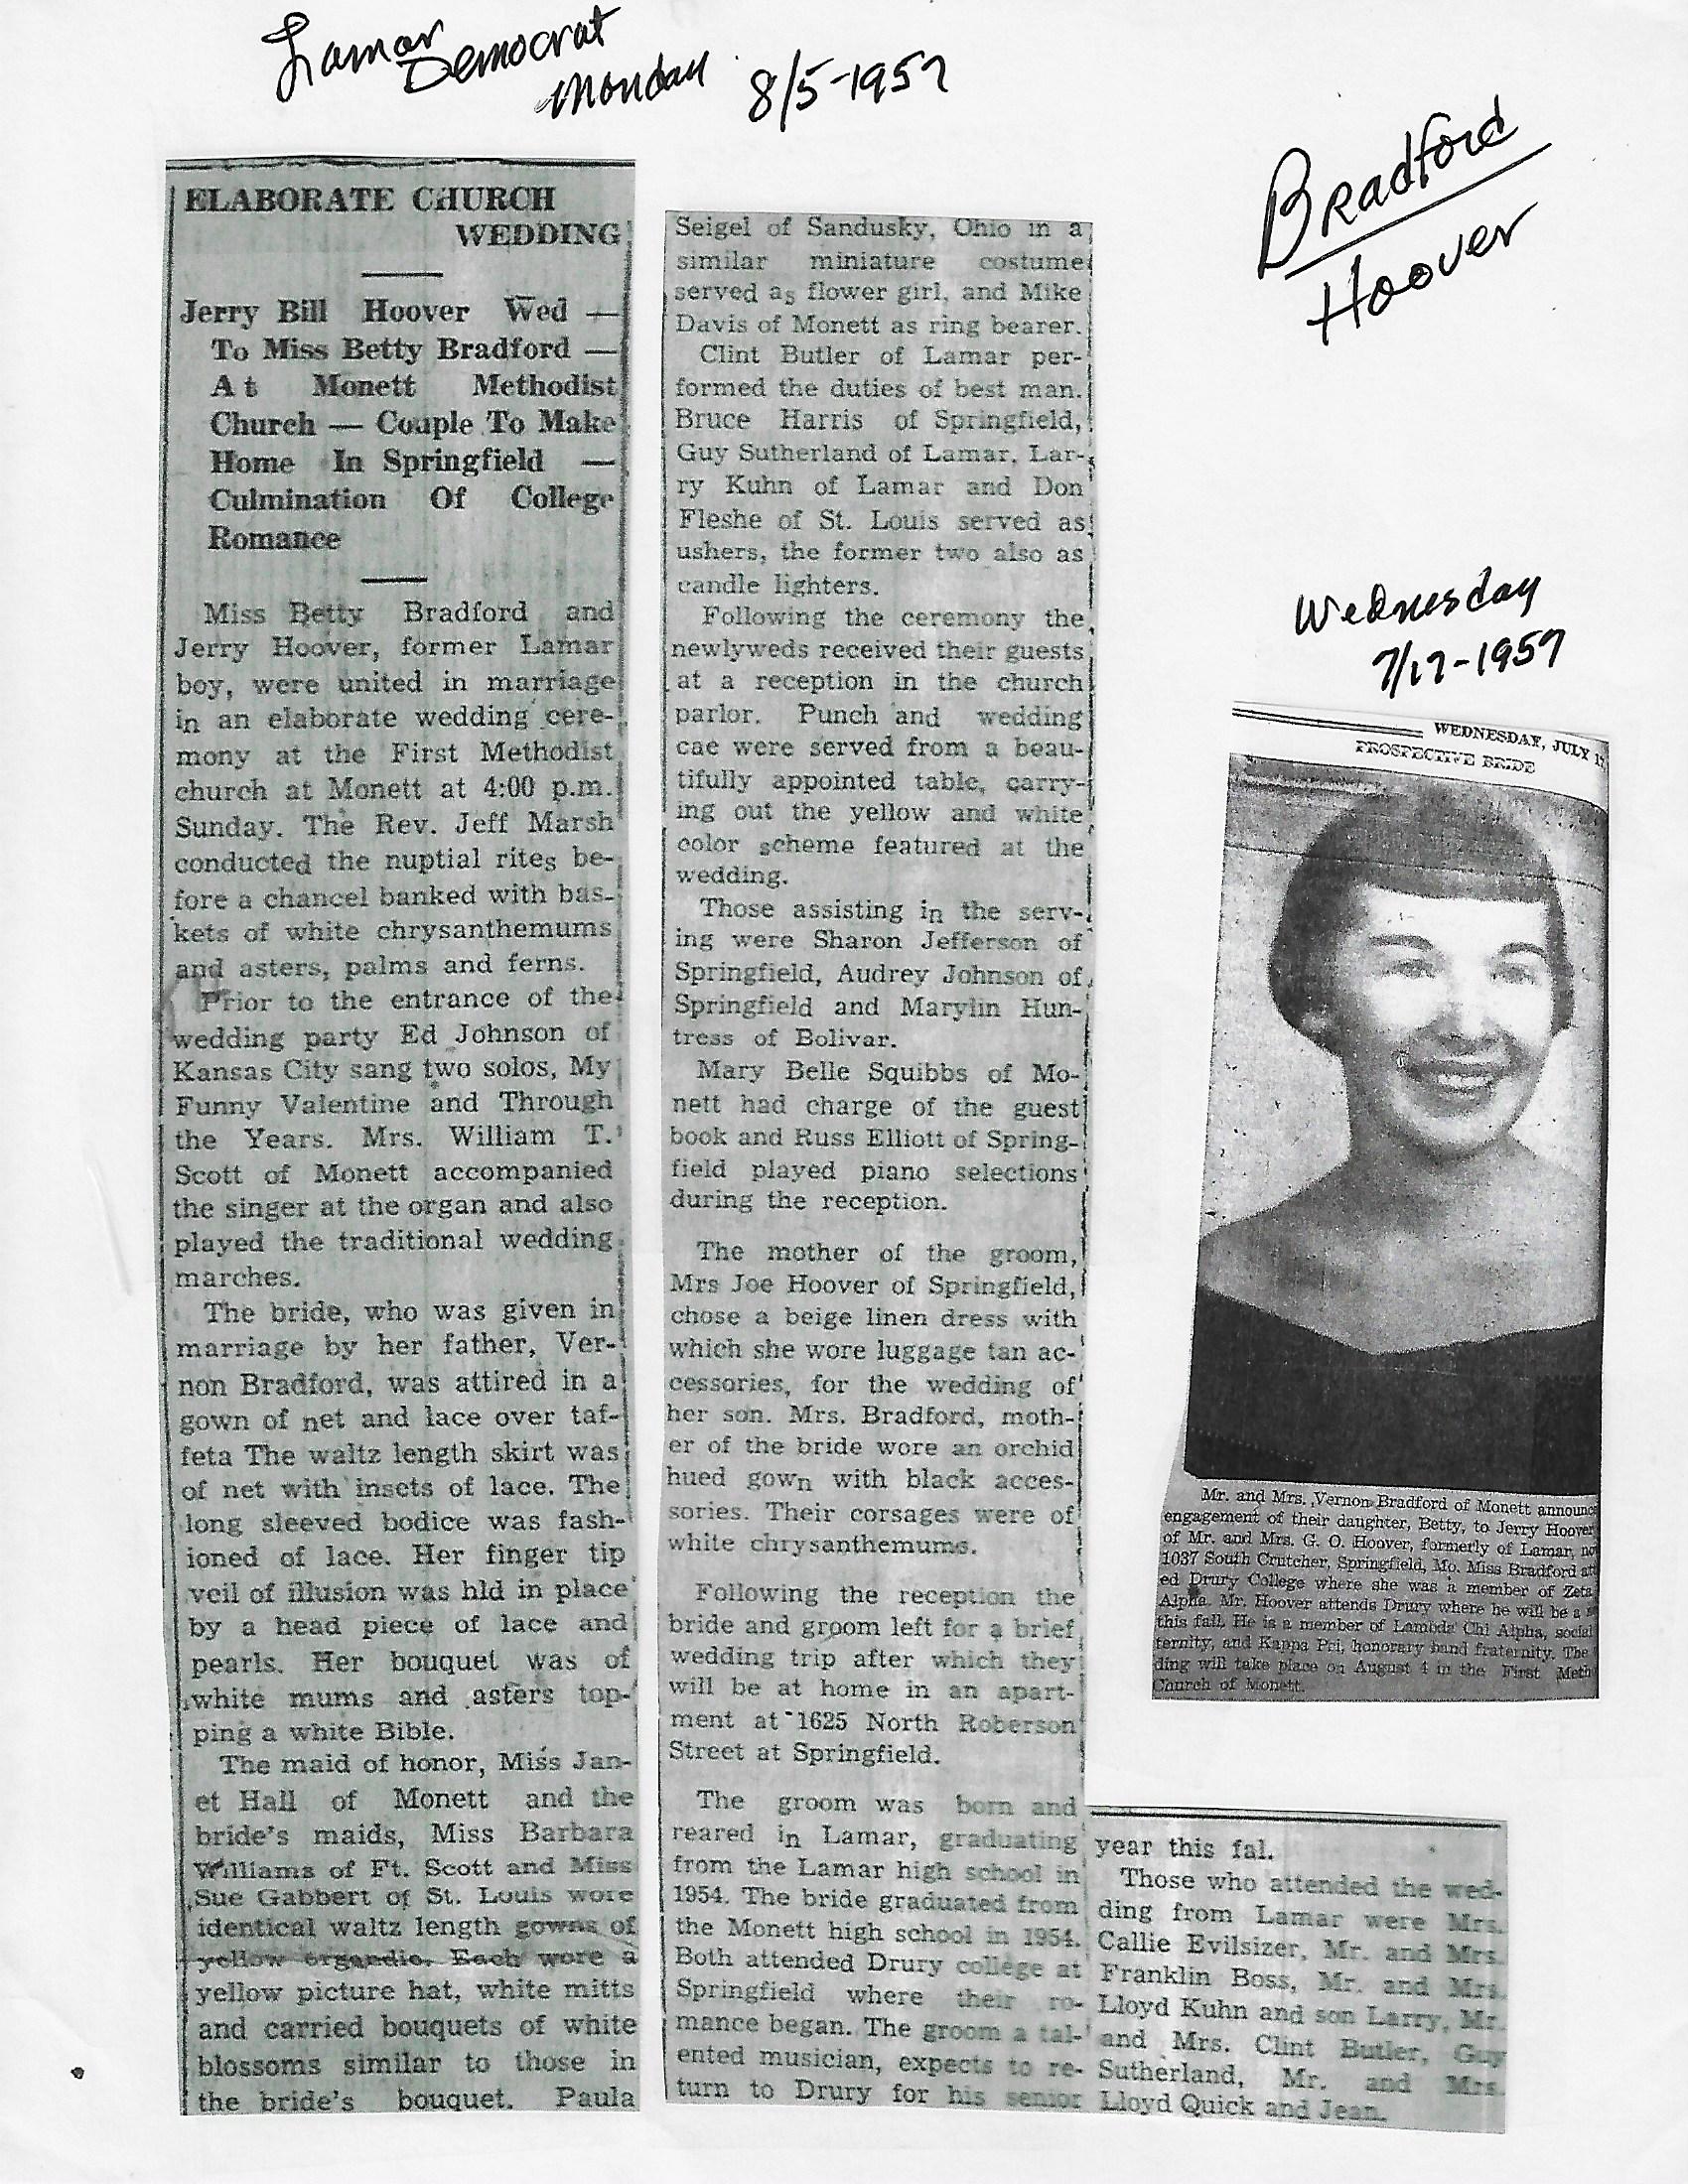 Lamar
Democrat
Monday 8/5-1957
Bradford
Hoover
ELABORATE CHURCH
WEDDING
Jerry Bill Hoover Wed —
To Miss Betty Bradford —
At Monett Methodist
Church — Couple To Make
Home In Springfield —
Culmination Of College
Romance
Miss Betty Bradford and
Jerry Hoover, former Lamar
boy, were united in marriage
in an elaborate wedding cere-
mony at the First Methodist
church at Monett at 4:00 p.m.
Sunday. The Rev. Jeff Marsh
conducted the nuptial rites be-
fore a chancel banked with bas-
kets of white chrysanthemums
and asters, palms and ferns.
Prior to the entrance of the
wedding party Ed Johnson of
Kansas City sang two solos, My
Funny Valentine and Through
the Years. Mrs. William T.
Scott of Monett accompanied
the singer at the organ and also
played the traditional wedding
marches.
The bride, who was given in
marriage by her father, Ver-
non Bradford, was attired in a
gown of net and lace over taf-
feta The waltz length skirt was
of net with insets of lace. The
long sleeved bodice was fash-
ioned of lace. Her finger tip
veil of illusion was hld in place
by a head piece of lace and
pearls. Her bouquet was of
white mums and asters top-
ping a white Bible.
The maid of honor, Miss Jan-
et Hall of Monett and the
bride's maids, Miss Barbara
Williams of Ft. Scott and Miss
Sue Gabbert of St. Louis wore
identical waltz length gowns of
yellow organdie. Each wore a
yellow picture hat, white mitts
and carried bouquets of white
blossoms similar to those in
the bride's bouquet. Paula
Seigel of Sandusky, Ohio in a
similar miniature costume
served as flower girl, and Mike
Davis of Monett as ring bearer.
Clint Butler of Lamar per-
formed the duties of best man.
Bruce Harris of Springfield,
Guy Sutherland of Lamar, Lar-
ry Kuhn of Lamar and Don
Fleshe of St. Louis served as
ushers, the former two also as
candle lighters.
Following the ceremony the
newlyweds received their guests
at a reception in the church
parlor. Punch and wedding
cae were served from a beau-
tifully appointed table, carry-
ing out the yellow and white
color scheme featured at the
wedding.
Those assisting in the serv-
ing were Sharon Jefferson of
Springfield, Audrey Johnson of
Springfield and Marylin Hun-
tress of Bolivar.
Mary Belle Squibbs of Mo-
nett had charge of the guest
book and Russ Elliott of Spring-
field played piano selections
during the reception.
The mother of the groom,
Mrs Joe Hoover of Springfield,
chose a beige linen dress with
which she wore luggage tan ac-
cessories, for the wedding of
her son. Mrs. Bradford, moth-
er of the bride wore an orchid
hued gown with black acces-
sories. Their corsages were of
white chrysanthemums.
Following the reception the
bride and groom left for a brief
wedding trip after which they
will be at home in an apart-
ment at 1625 North Roberson
Street at Springfield.
The groom was born and
reared in Lamar, graduating
from the Lamar high school in
1954. The bride graduated from
the Monett high school in 1954.
Both attended Drury college at
Springfield where their ro-
mance began. The groom a tal-
ented musician, expects to re-
turn to Drury for his senior
year this fal.
Those who attended the wed-
ding from Lamar were Mrs.
Callie Evilsizer, Mr. and Mrs.
Franklin Boss, Mr. and Mrs.
Lloyd Kuhn and son Larry, Mr.
and Mrs. Clint Butler, Guy
Sutherland, Mr. and Mrs.
Lloyd Quick and Jean.
Wednesday
7/17-1957
WEDNESDAY, JULY 17,
PROSPECTIVE BRIDE
Mr. and Mrs. Vernon Bradford of Monett announce
engagement of their daughter, Betty, to Jerry Hoover
of Mr. and Mrs. G. O. Hoover, formerly of Lamar, no
1037 South Crutcher, Springfield, Mo. Miss Bradford att
ed Drury College where she was a member of Zeta
Alpha. Mr. Hoover attends Drury where he will be a
this fall. He is a member of Lambda Chi Alpha, social
ternity, and Kappa Psi, honorary band fraternity. The
ding will take place on August 4 in the First Meth
Church of Monett.